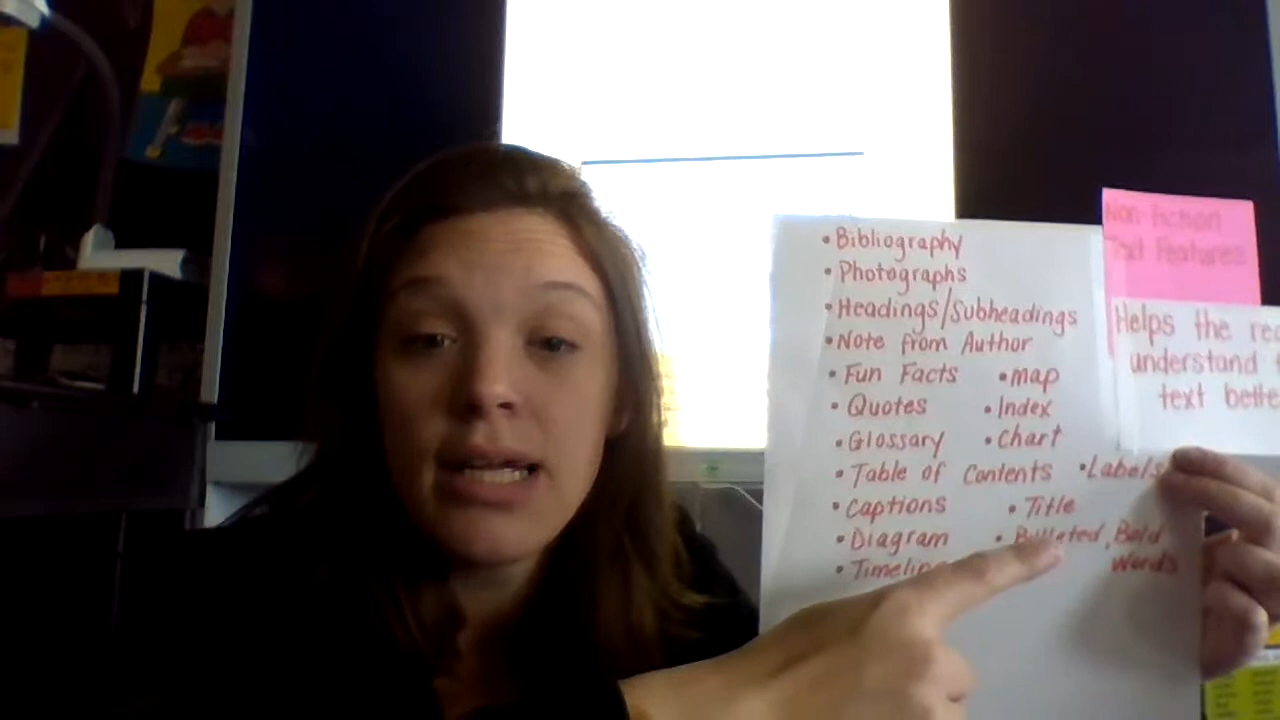 • Bibliography
• Photographs
• Headings/Subheadings
• Note from Author
• Fun Facts • map
• Quotes • Index
• Glossary • Chart
• Table of Contents • Labels
• Captions • Title
• Diagram • Bulleted, Bold
Words
• Timeline
Non Fiction
Text Features
Helps the
understand
text